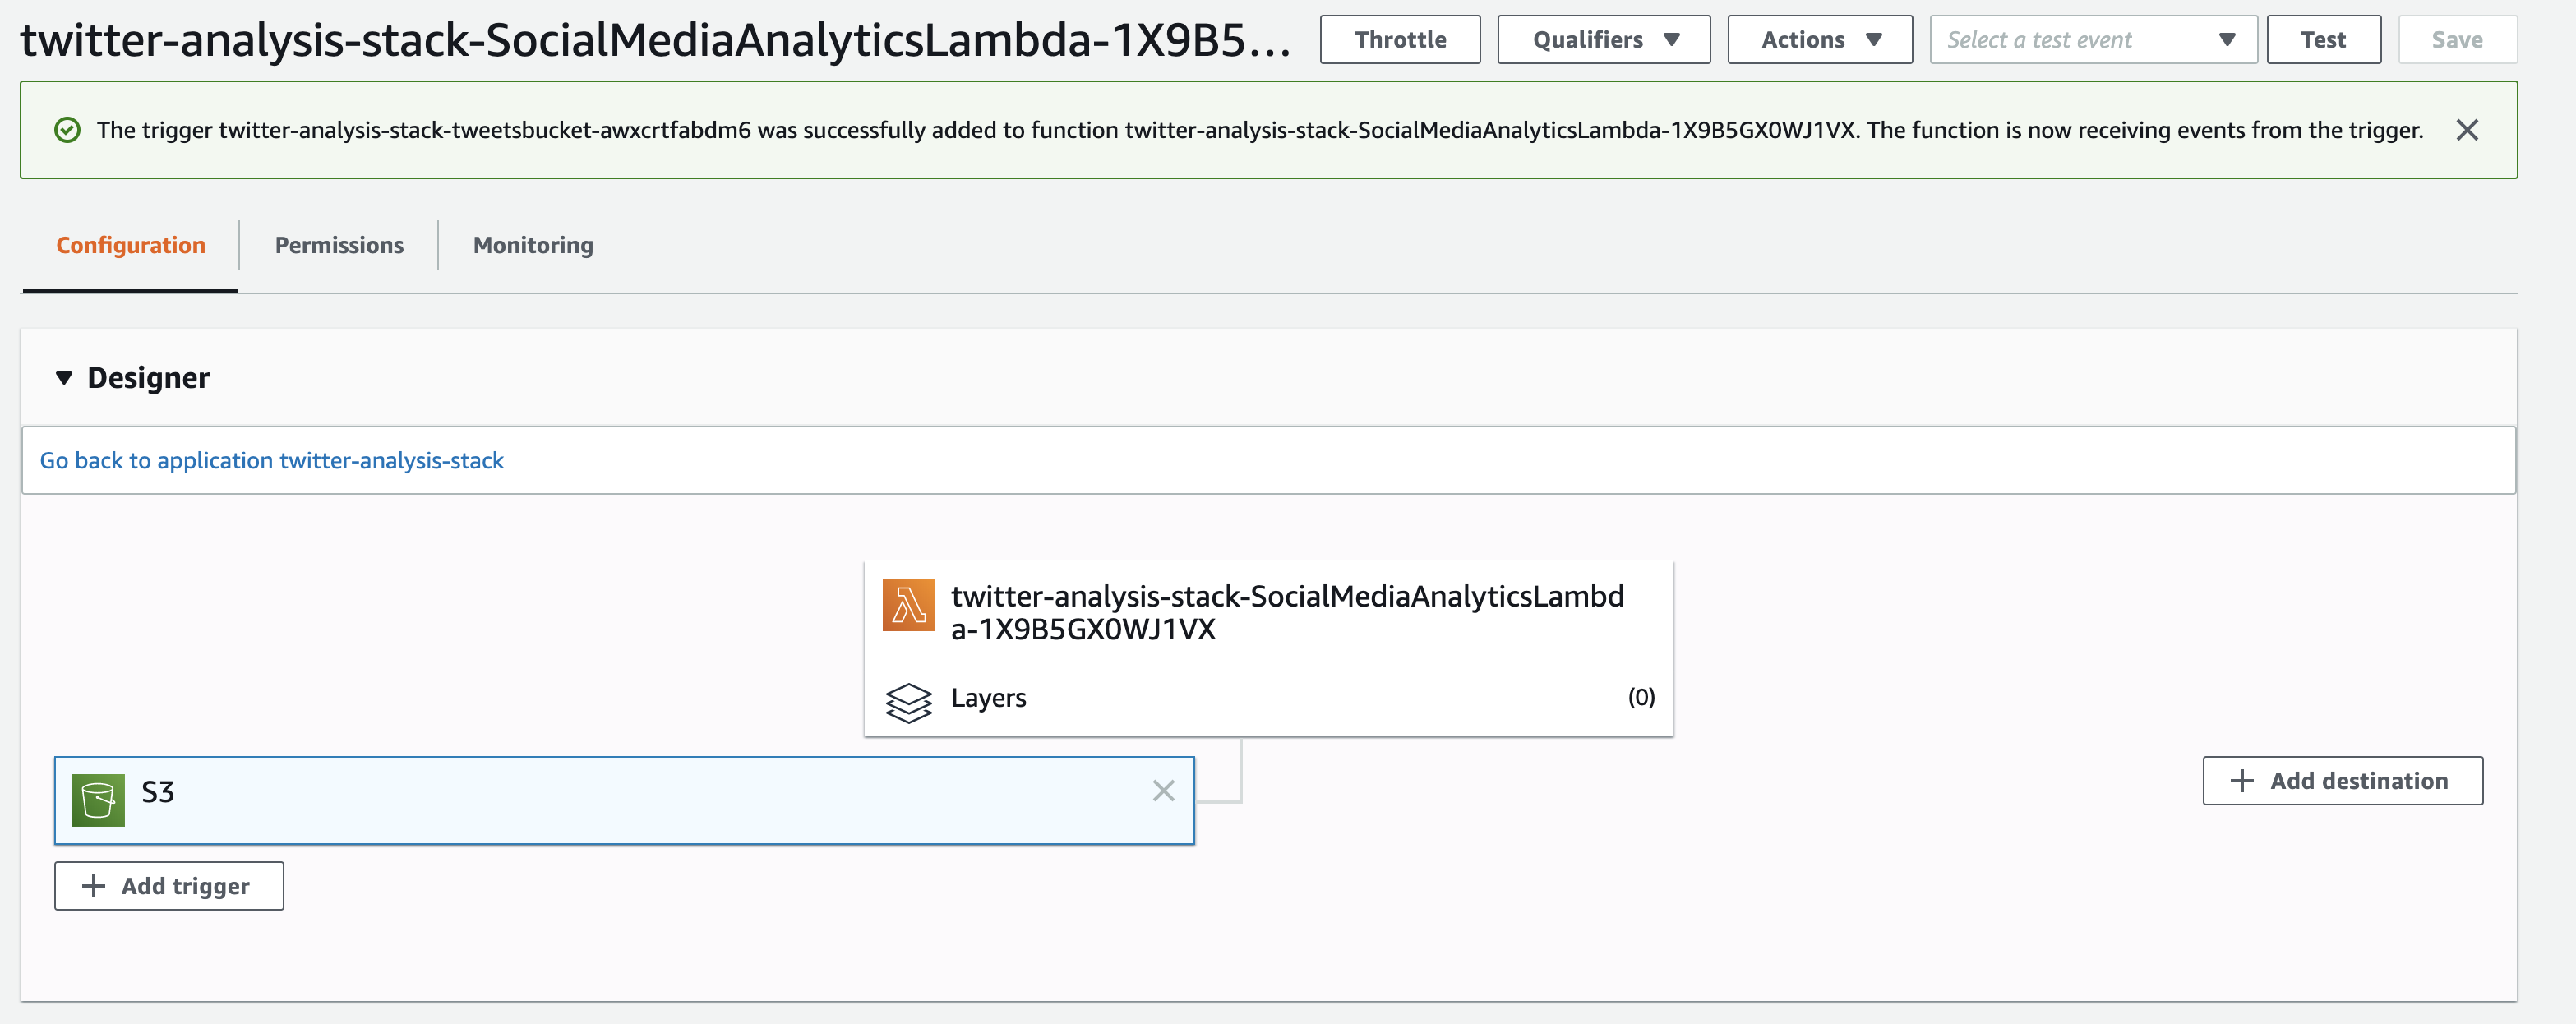 twitter-analysis-stack-SocialMediaAnalyticsLambda-1X9B5...
Throttle
Qualifiers
Actions
Select a test event
Test
Save
The trigger twitter-analysis-stack-tweetsbucket-awxcrtfabdm6 was successfully added to function twitter-analysis-stack-SocialMediaAnalyticsLambda-1X9B5GX0WJ1VX. The function is now receiving events from the trigger.
Configuration
Permissions
Monitoring
Designer
Go back to application twitter-analysis-stack
twitter-analysis-stack-SocialMediaAnalyticsLambd
a-1X9B5GX0WJ1VX
Layers
(0)
S3
Add destination
Add trigger